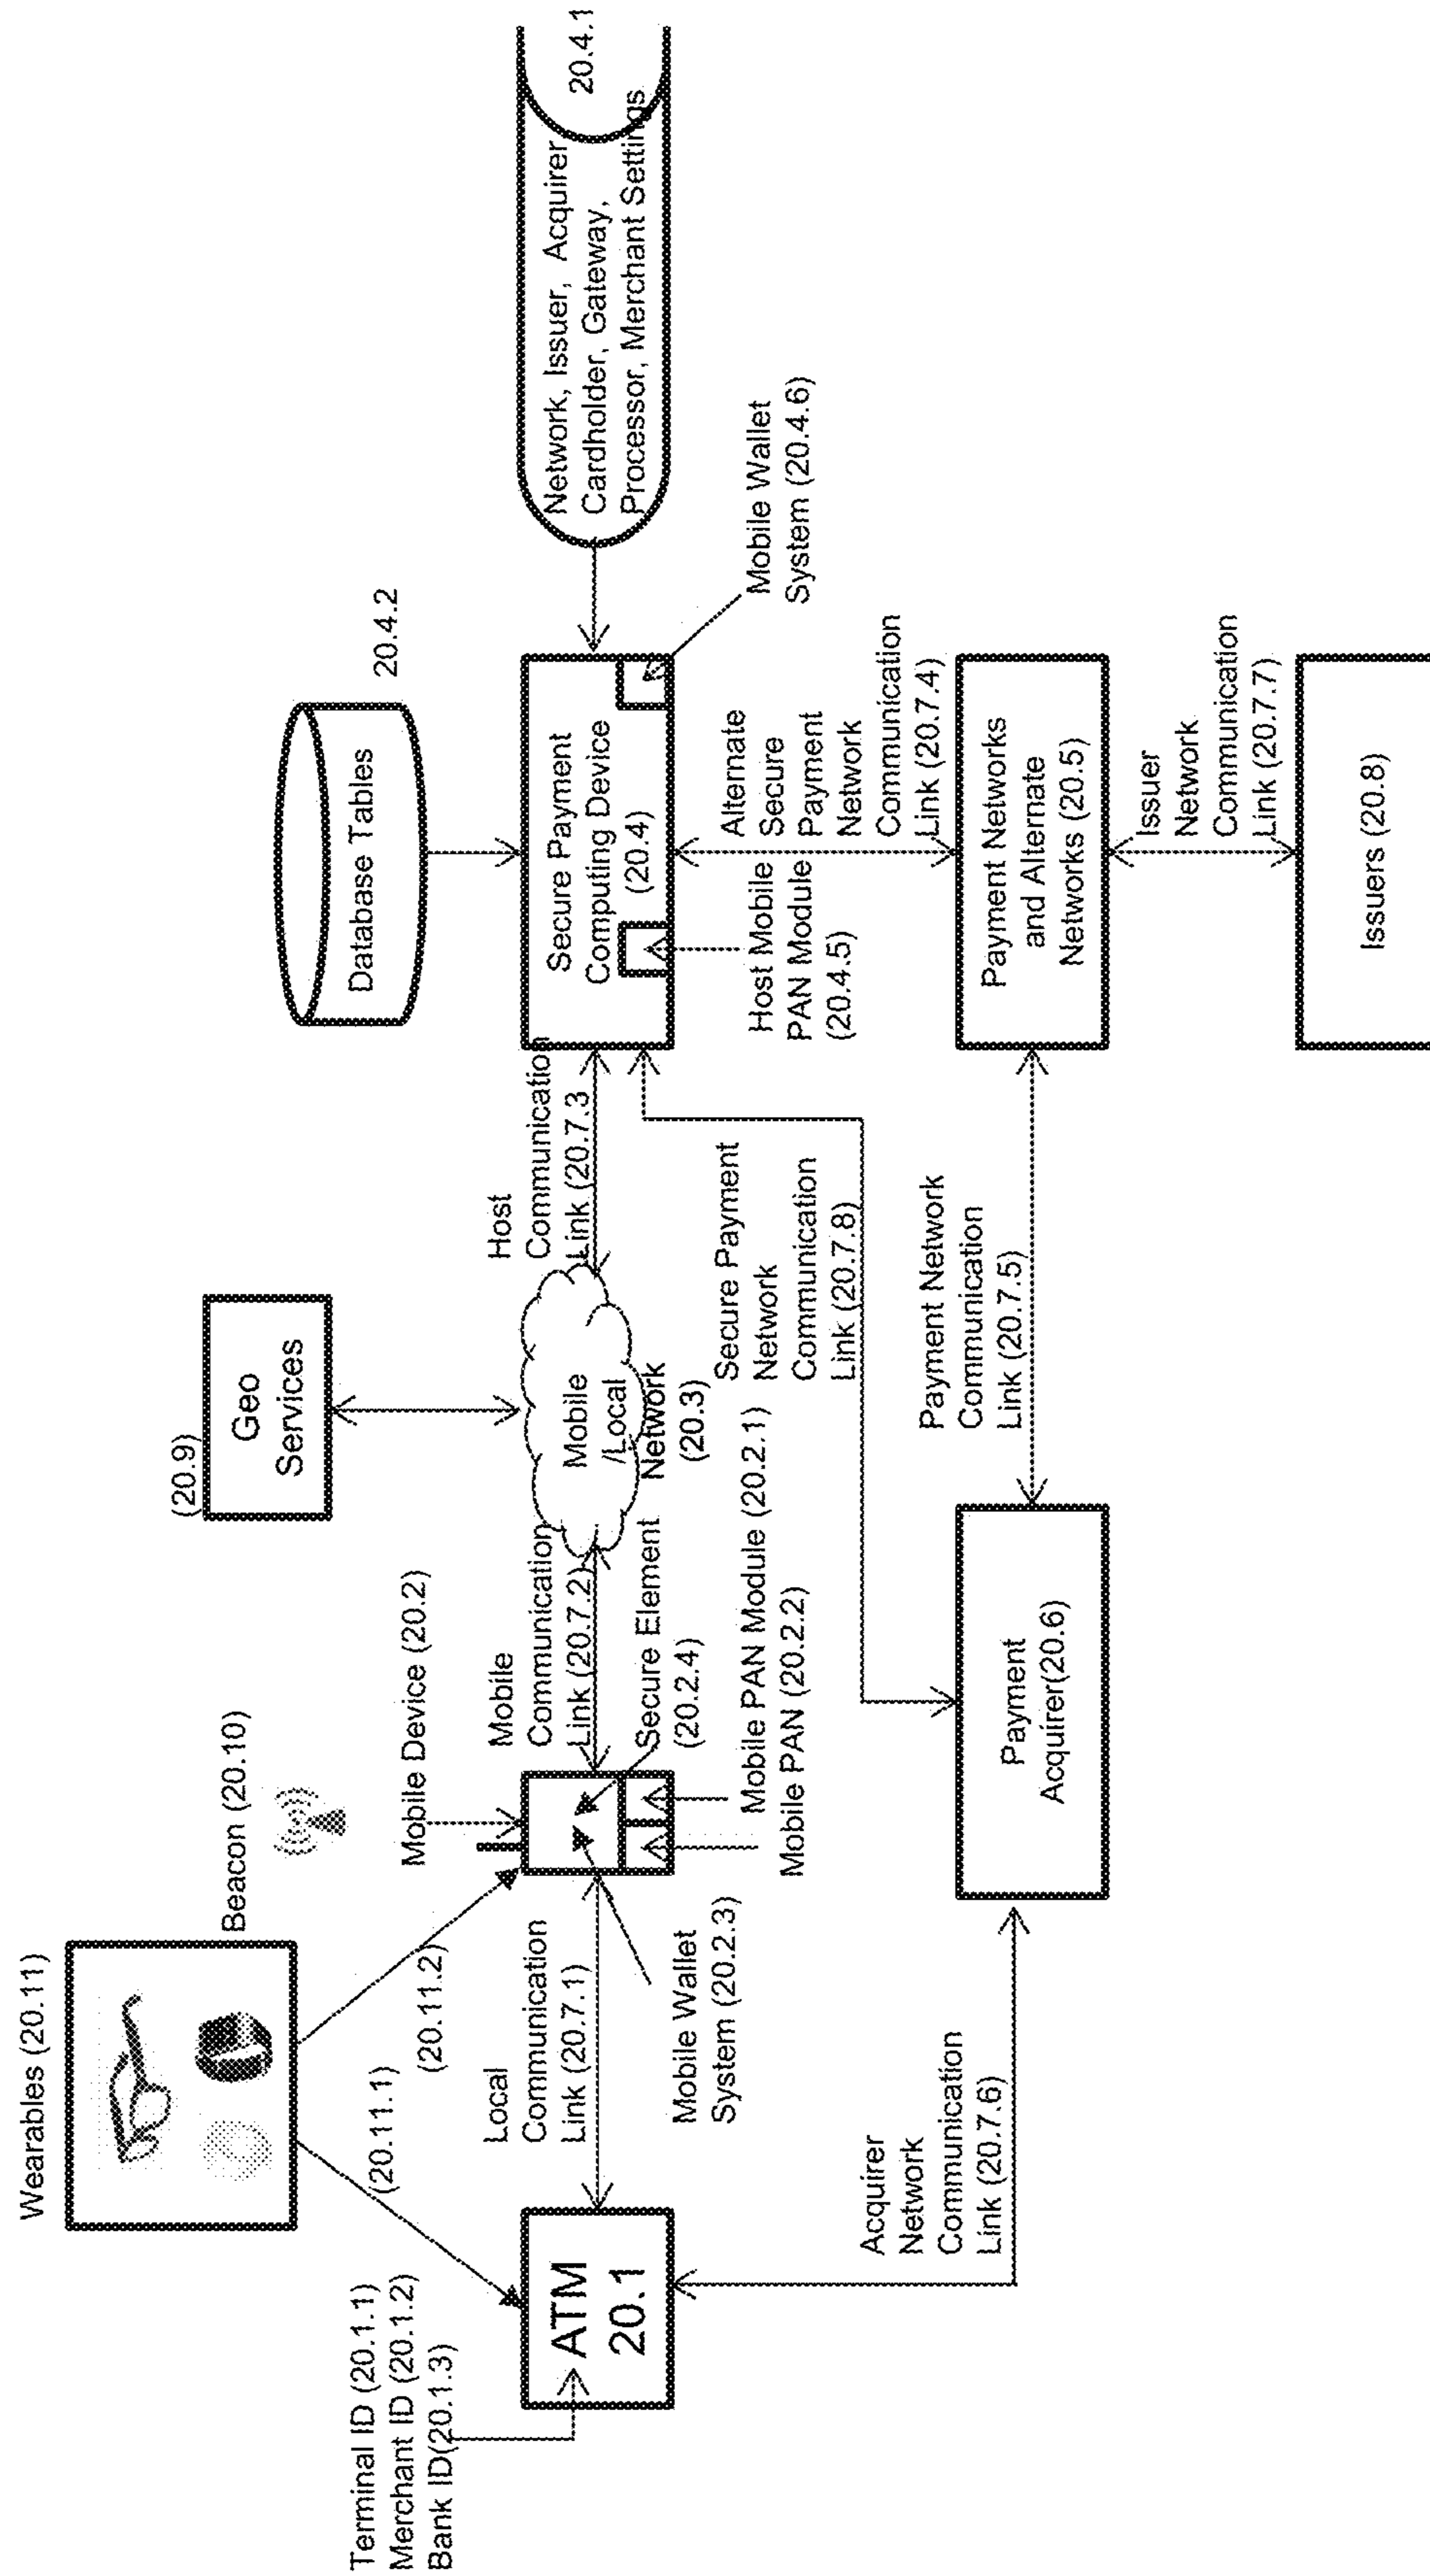 Wearables (20.11)
Beacon (20.10)
(20.9)
Geo
Services
Database Tables
20.4.2
Terminal ID (20.1.1)
Merchant ID (20.1.2)
Bank ID(20.1.3)
(20.11.1)
(20.11.2)
Mobile Device (20.2)
ATM
20.1
Local
Communication
Link (20.7.1)
Mobile
Communication
Link (20.7.2)
Mobile
/Local
Network
(20.3)
Host
Communication
Link (20.7.3
Secure Payment
Computing Device
(20.4)
Network, Issuer, Acquirer
Cardholder, Gateway,
Processor, Merchant Settings
20.4.1
Mobile Wallet
System (20.2.3)
Secure Element
(20.2.4)
Mobile PAN Module (20.2.1)
Mobile PAN (20.2.2)
Secure Payment
Network
Communication
Link (20.7.8)
Host Mobile
PAN Module
(20.4.5)
Alternate
Secure
Payment
Network
Communication
Link (20.7.4)
Mobile Wallet
System (20.4.6)
Acquirer
Network
Communication
Link (20.7.6)
Payment
Acquirer(20.6)
Payment Network
Communication
Link (20.7.5)
Payment Networks
and Alternate
Networks (20.5)
Issuer
Network
Communication
Link (20.7.7)
Issuers (20.8)